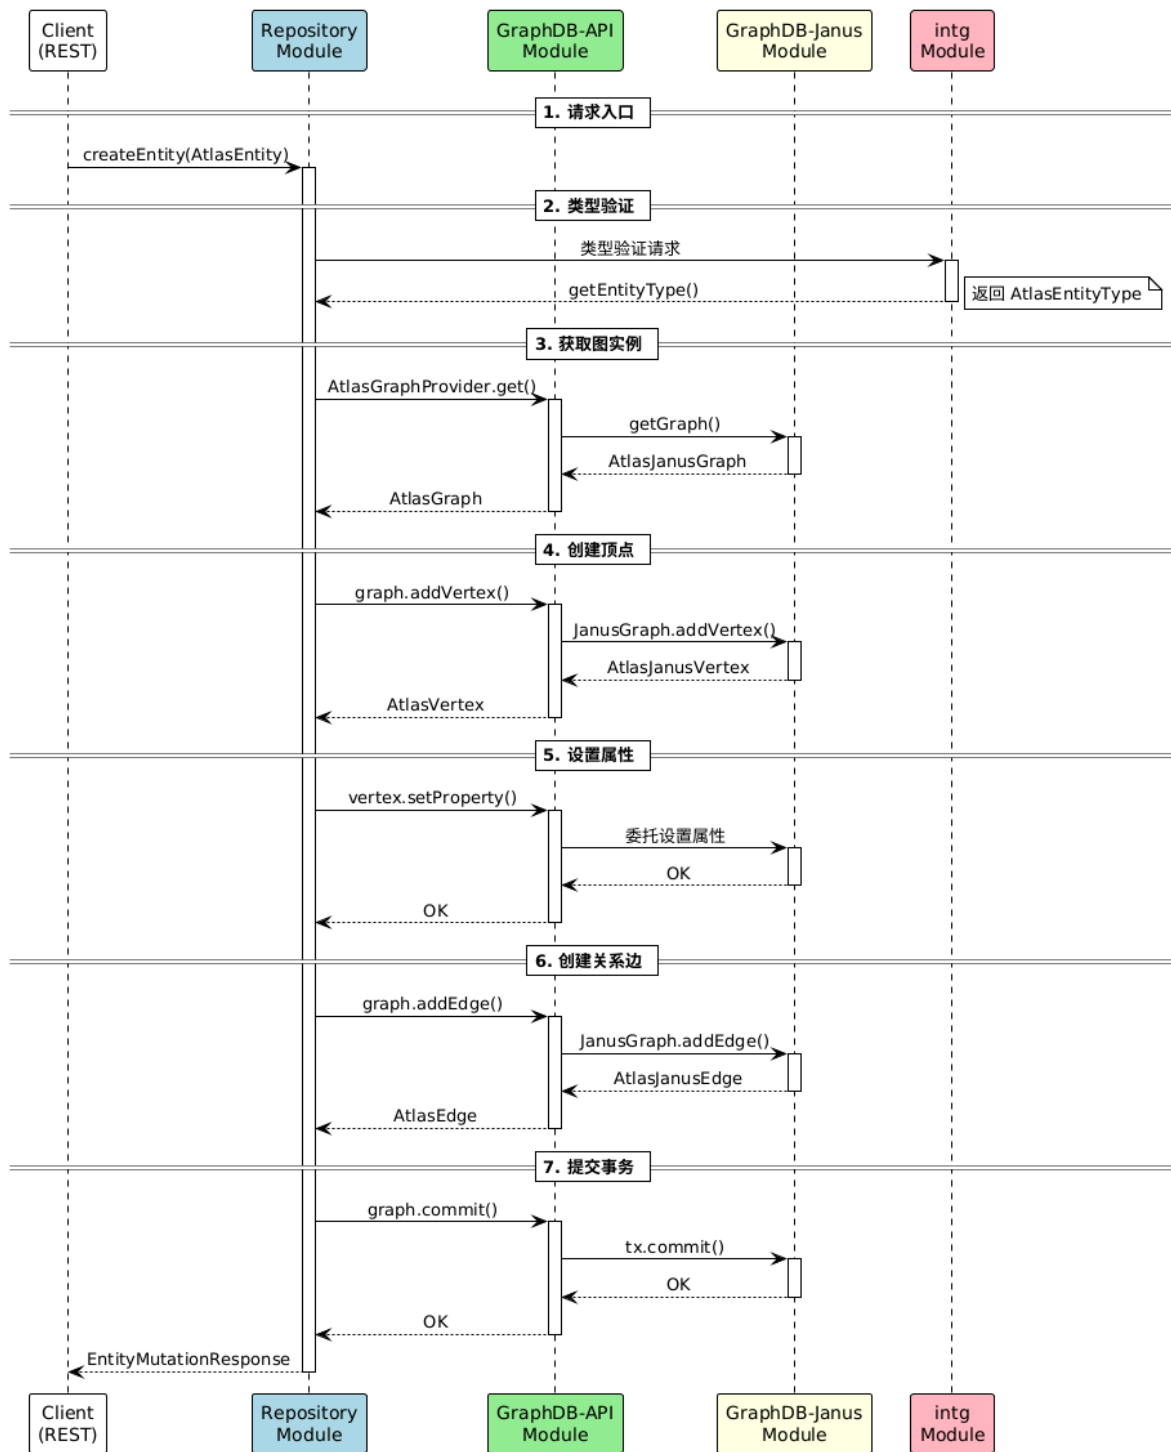 Client
(REST)
Repository
Module
GraphDB-API
Module
GraphDB-Janus
Module
intg
Module
1. 请求入口
createEntity(AtlasEntity)
2. 类型验证
类型验证请求
getEntityType()
返回 AtlasEntityType
3. 获取图实例
AtlasGraphProvider.get()
getGraph()
AtlasJanusGraph
AtlasGraph
4. 创建顶点
graph.addVertex()
JanusGraph.addVertex()
AtlasJanusVertex
AtlasVertex
5. 设置属性
vertex.setProperty()
委托设置属性
OK
OK
6. 创建关系边
graph.addEdge()
JanusGraph.addEdge()
AtlasJanusEdge
AtlasEdge
7. 提交事务
graph.commit()
tx.commit()
OK
OK
EntityMutationResponse
Client
(REST)
Repository
Module
GraphDB-API
Module
GraphDB-Janus
Module
intg
Module